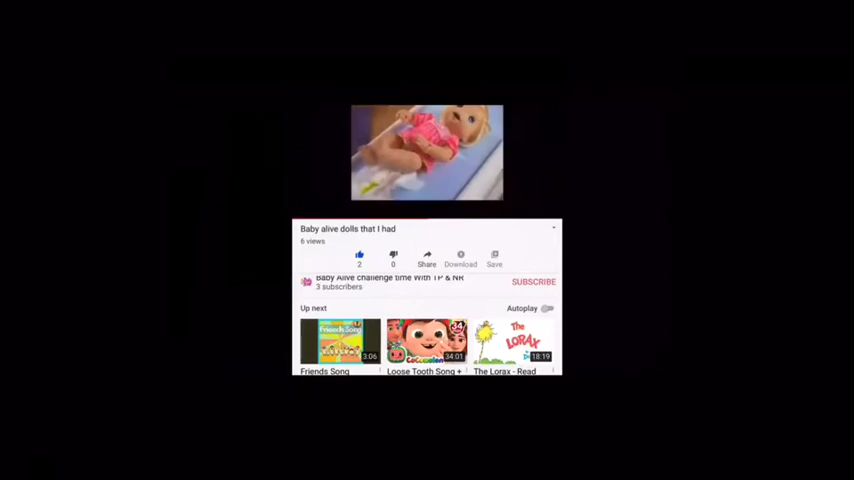 Baby alive dolls that I had
6 views
2
0
Share
Download
Save
Baby Alive challenge time With TP & NR
3 subscribers
SUBSCRIBE
Up next
Autoplay
Friends Song
3:06
34
CoComelon
34:01
The
LORAX
18:19
Friends Song
Loose Tooth Song +
The Lorax - Read